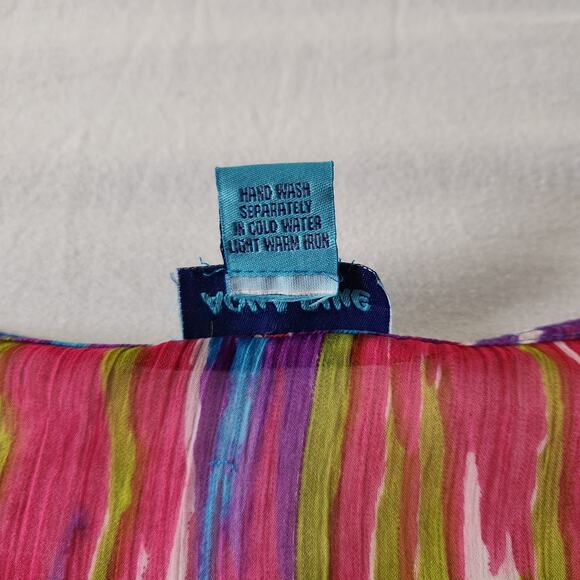 HAND WASH
SEPARATELY
IN COLD WATER
LIGHT WARM IRON